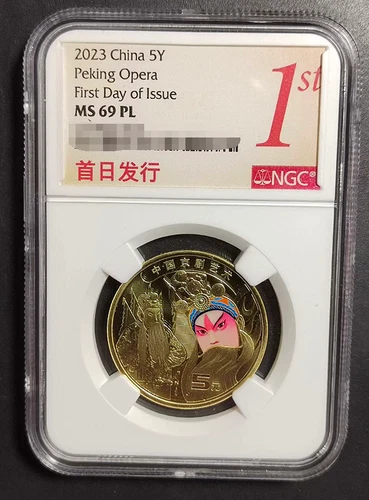 2023 China 5Y
Peking Opera
First Day of Issue
MS 69 PL
1st
首日发行
NGC®
中国京剧艺术
5元